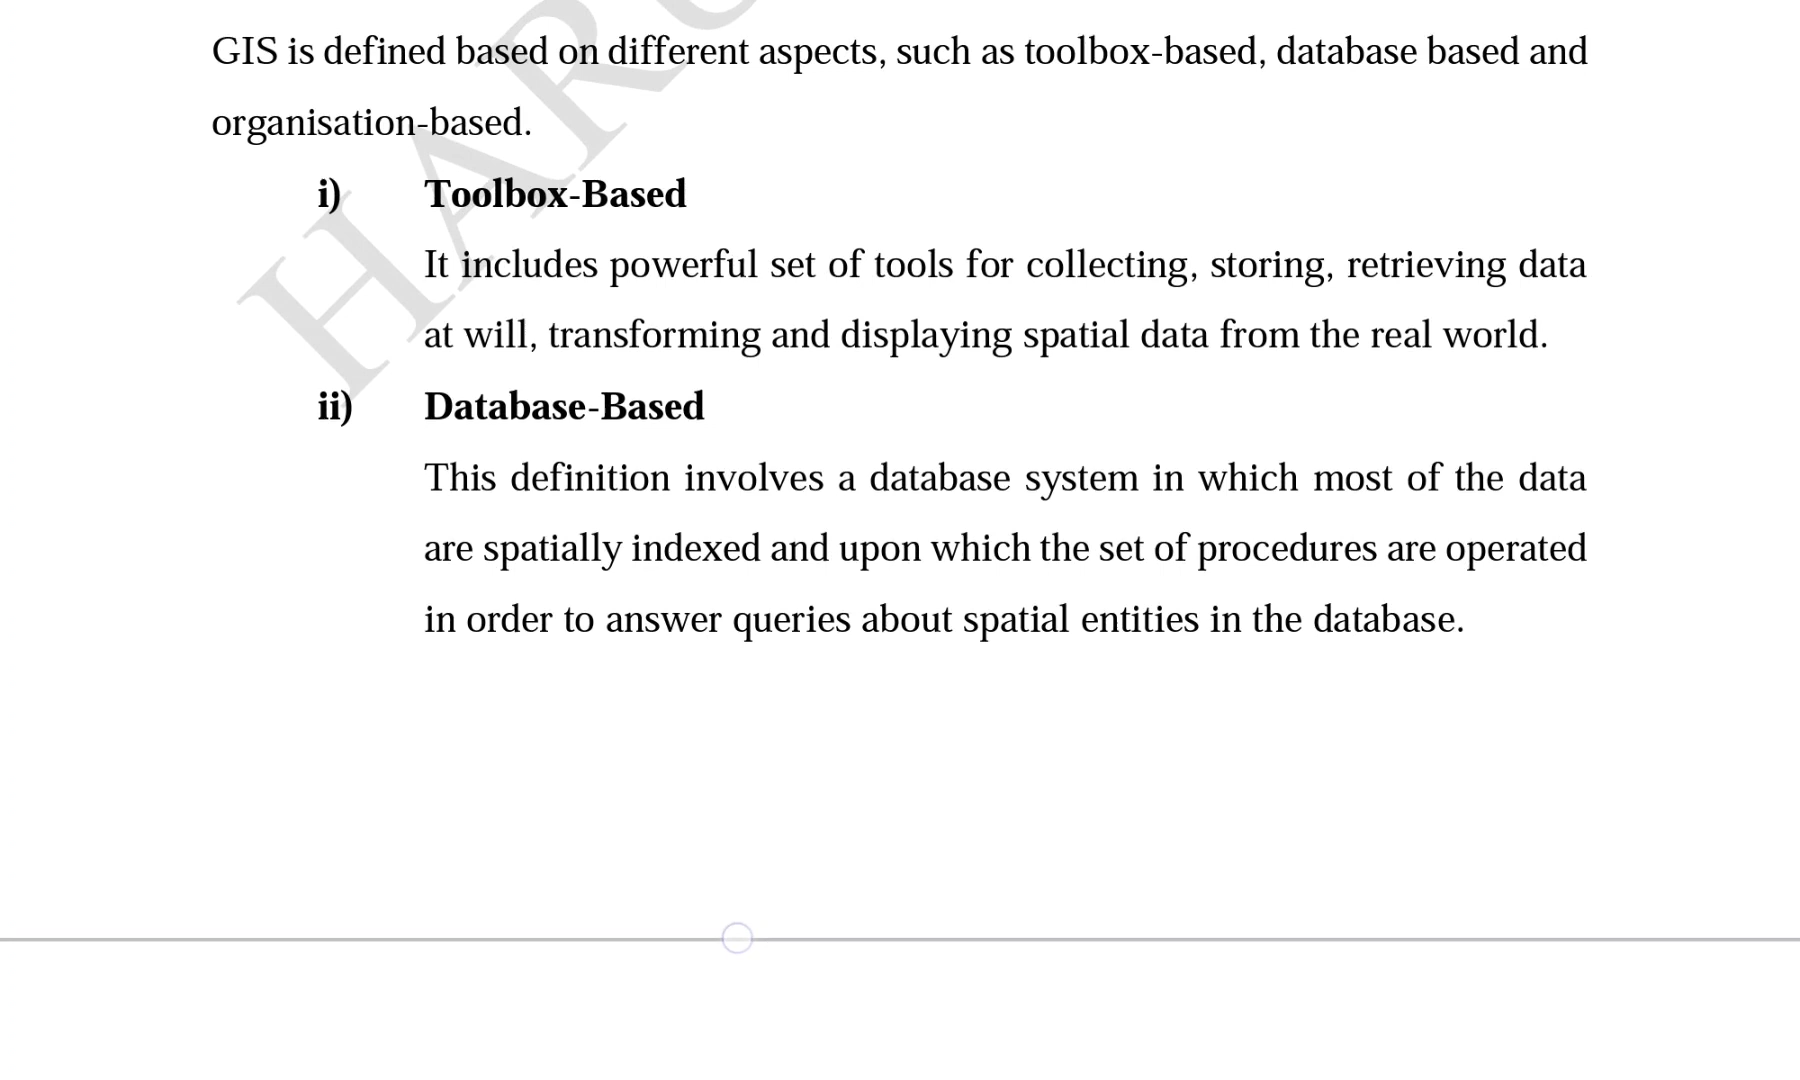 GIS is defined based on different aspects, such as toolbox-based, database based and
organisation-based.
i) Toolbox-Based
It includes powerful set of tools for collecting, storing, retrieving data
at will, transforming and displaying spatial data from the real world.
ii) Database-Based
This definition involves a database system in which most of the data
are spatially indexed and upon which the set of procedures are operated
in order to answer queries about spatial entities in the database.